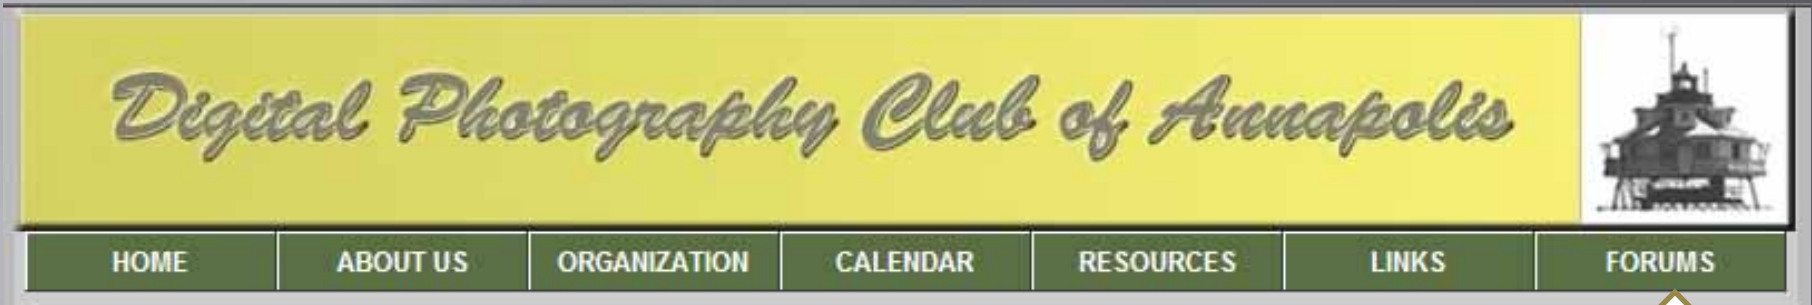 Digital Photography Club of Annapolis
HOME ABOUT US ORGANIZATION CALENDAR RESOURCES LINKS FORUMS